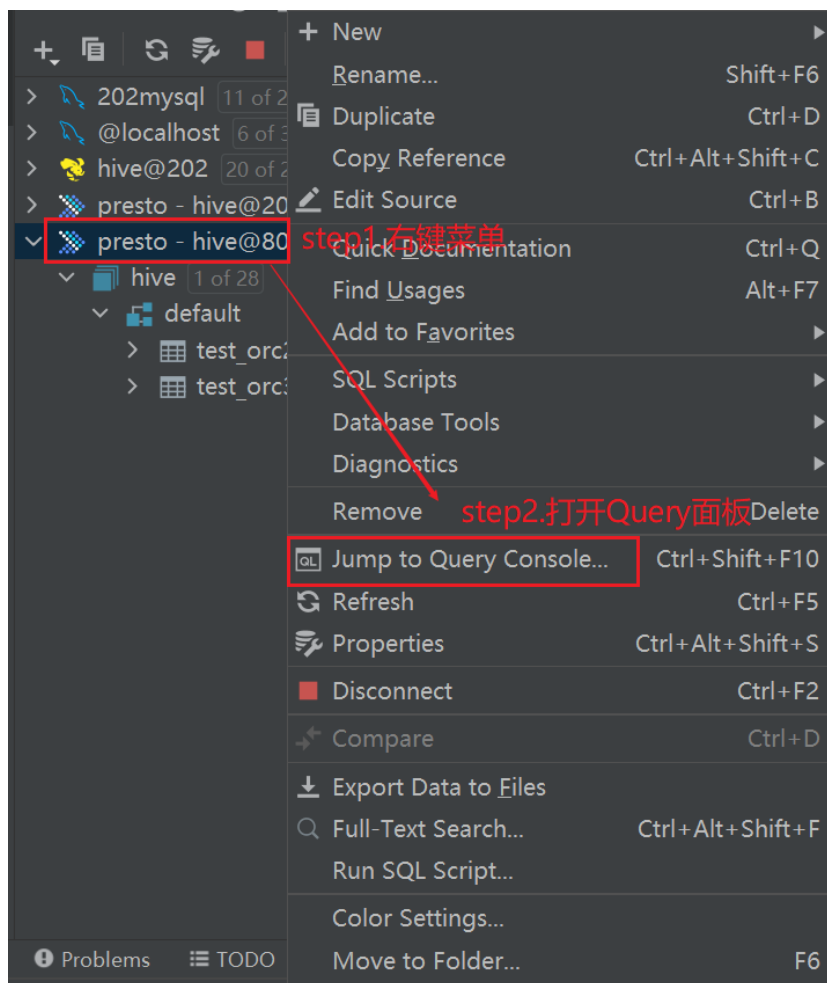 202mysql 11 of 2
@localhost 6 of 3
hive@202 20 of 2
presto - hive@20
presto - hive@80
hive 1 of 28
default
test_orc2
test_orc3
Problems TODO
New
Rename... Shift+F6
Duplicate Ctrl+D
Copy Reference Ctrl+Alt+Shift+C
Edit Source Ctrl+B
step1.右键菜单
Quick Documentation Ctrl+Q
Find Usages Alt+F7
Add to Favorites
SQL Scripts
Database Tools
Diagnostics
Remove Delete
step2.打开Query面板
QL Jump to Query Console... Ctrl+Shift+F10
Refresh Ctrl+F5
Properties Ctrl+Alt+Shift+S
Disconnect Ctrl+F2
Compare Ctrl+D
Export Data to Files
Full-Text Search... Ctrl+Alt+Shift+F
Run SQL Script...
Color Settings...
Move to Folder... F6